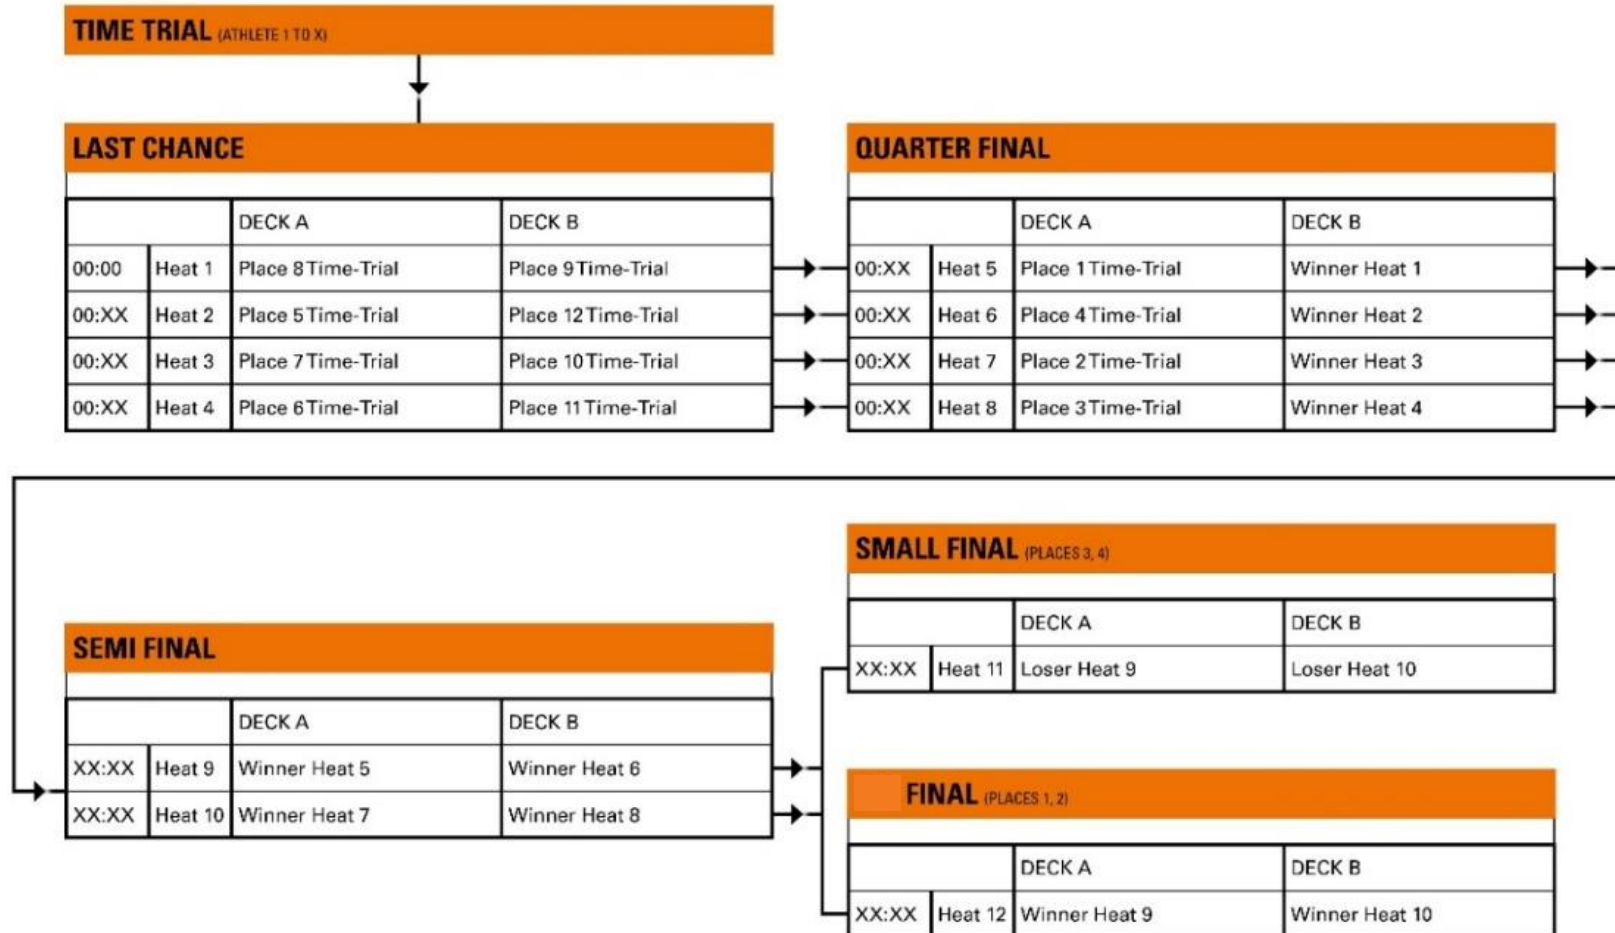 TIME TRIAL (ATHLETE 1 TO X)
LAST CHANCE
DECK A DECK B
00:00 Heat 1 Place 8 Time-Trial Place 9 Time-Trial
00:XX Heat 2 Place 5 Time-Trial Place 12 Time-Trial
00:XX Heat 3 Place 7 Time-Trial Place 10 Time-Trial
00:XX Heat 4 Place 6 Time-Trial Place 11 Time-Trial
QUARTER FINAL
DECK A DECK B
00:XX Heat 5 Place 1 Time-Trial Winner Heat 1
00:XX Heat 6 Place 4 Time-Trial Winner Heat 2
00:XX Heat 7 Place 2 Time-Trial Winner Heat 3
00:XX Heat 8 Place 3 Time-Trial Winner Heat 4
SEMI FINAL
DECK A DECK B
XX:XX Heat 9 Winner Heat 5 Winner Heat 6
XX:XX Heat 10 Winner Heat 7 Winner Heat 8
SMALL FINAL (PLACES 3, 4)
DECK A DECK B
XX:XX Heat 11 Loser Heat 9 Loser Heat 10
FINAL (PLACES 1, 2)
DECK A DECK B
XX:XX Heat 12 Winner Heat 9 Winner Heat 10